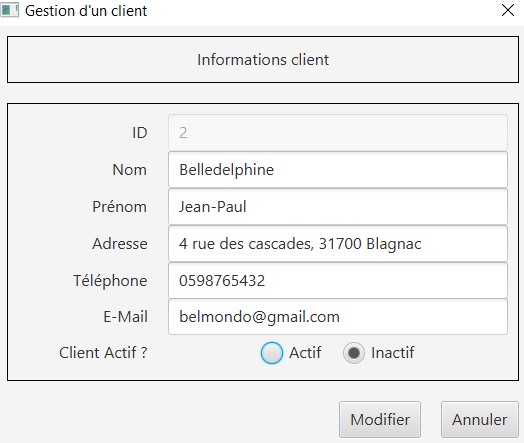 Gestion d'un client
Informations client
ID 2
Nom Belledelphine
Prénom Jean-Paul
Adresse 4 rue des cascades, 31700 Blagnac
Téléphone 0598765432
E-Mail belmondo@gmail.com
Client Actif ? Actif Inactif
Modifier Annuler